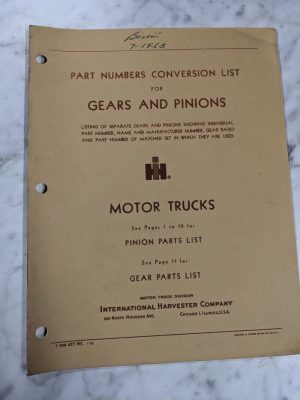 7-18-63
PART NUMBERS CONVERSION LIST
FOR
GEARS AND PINIONS
LISTING OF SEPARATE GEARS AND PINIONS SHOWING INDIVIDUAL
PART NUMBER, NAME AND MANUFACTURER NUMBER, GEAR RATIO
AND PART NUMBER OF MATCHED SET IN WHICH THEY ARE USED
IH®
MOTOR TRUCKS
See Pages 1 to 10 for
PINION PARTS LIST
See Page 11 for
GEAR PARTS LIST
MOTOR TRUCK DIVISION
INTERNATIONAL HARVESTER COMPANY
180 NORTH MICHIGAN AVE. CHICAGO 1, ILLINOIS, U.S.A.